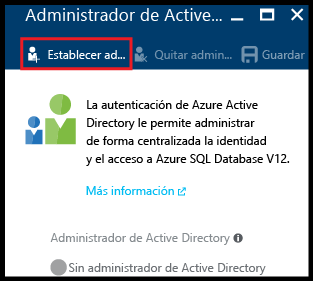 Administrador de Active...
Establecer ad... Quitar admin... Guardar
La autenticación de Azure Active
Directory le permite administrar
de forma centralizada la identidad
y el acceso a Azure SQL Database V12.
Más información
Administrador de Active Directory
Sin administrador de Active Directory